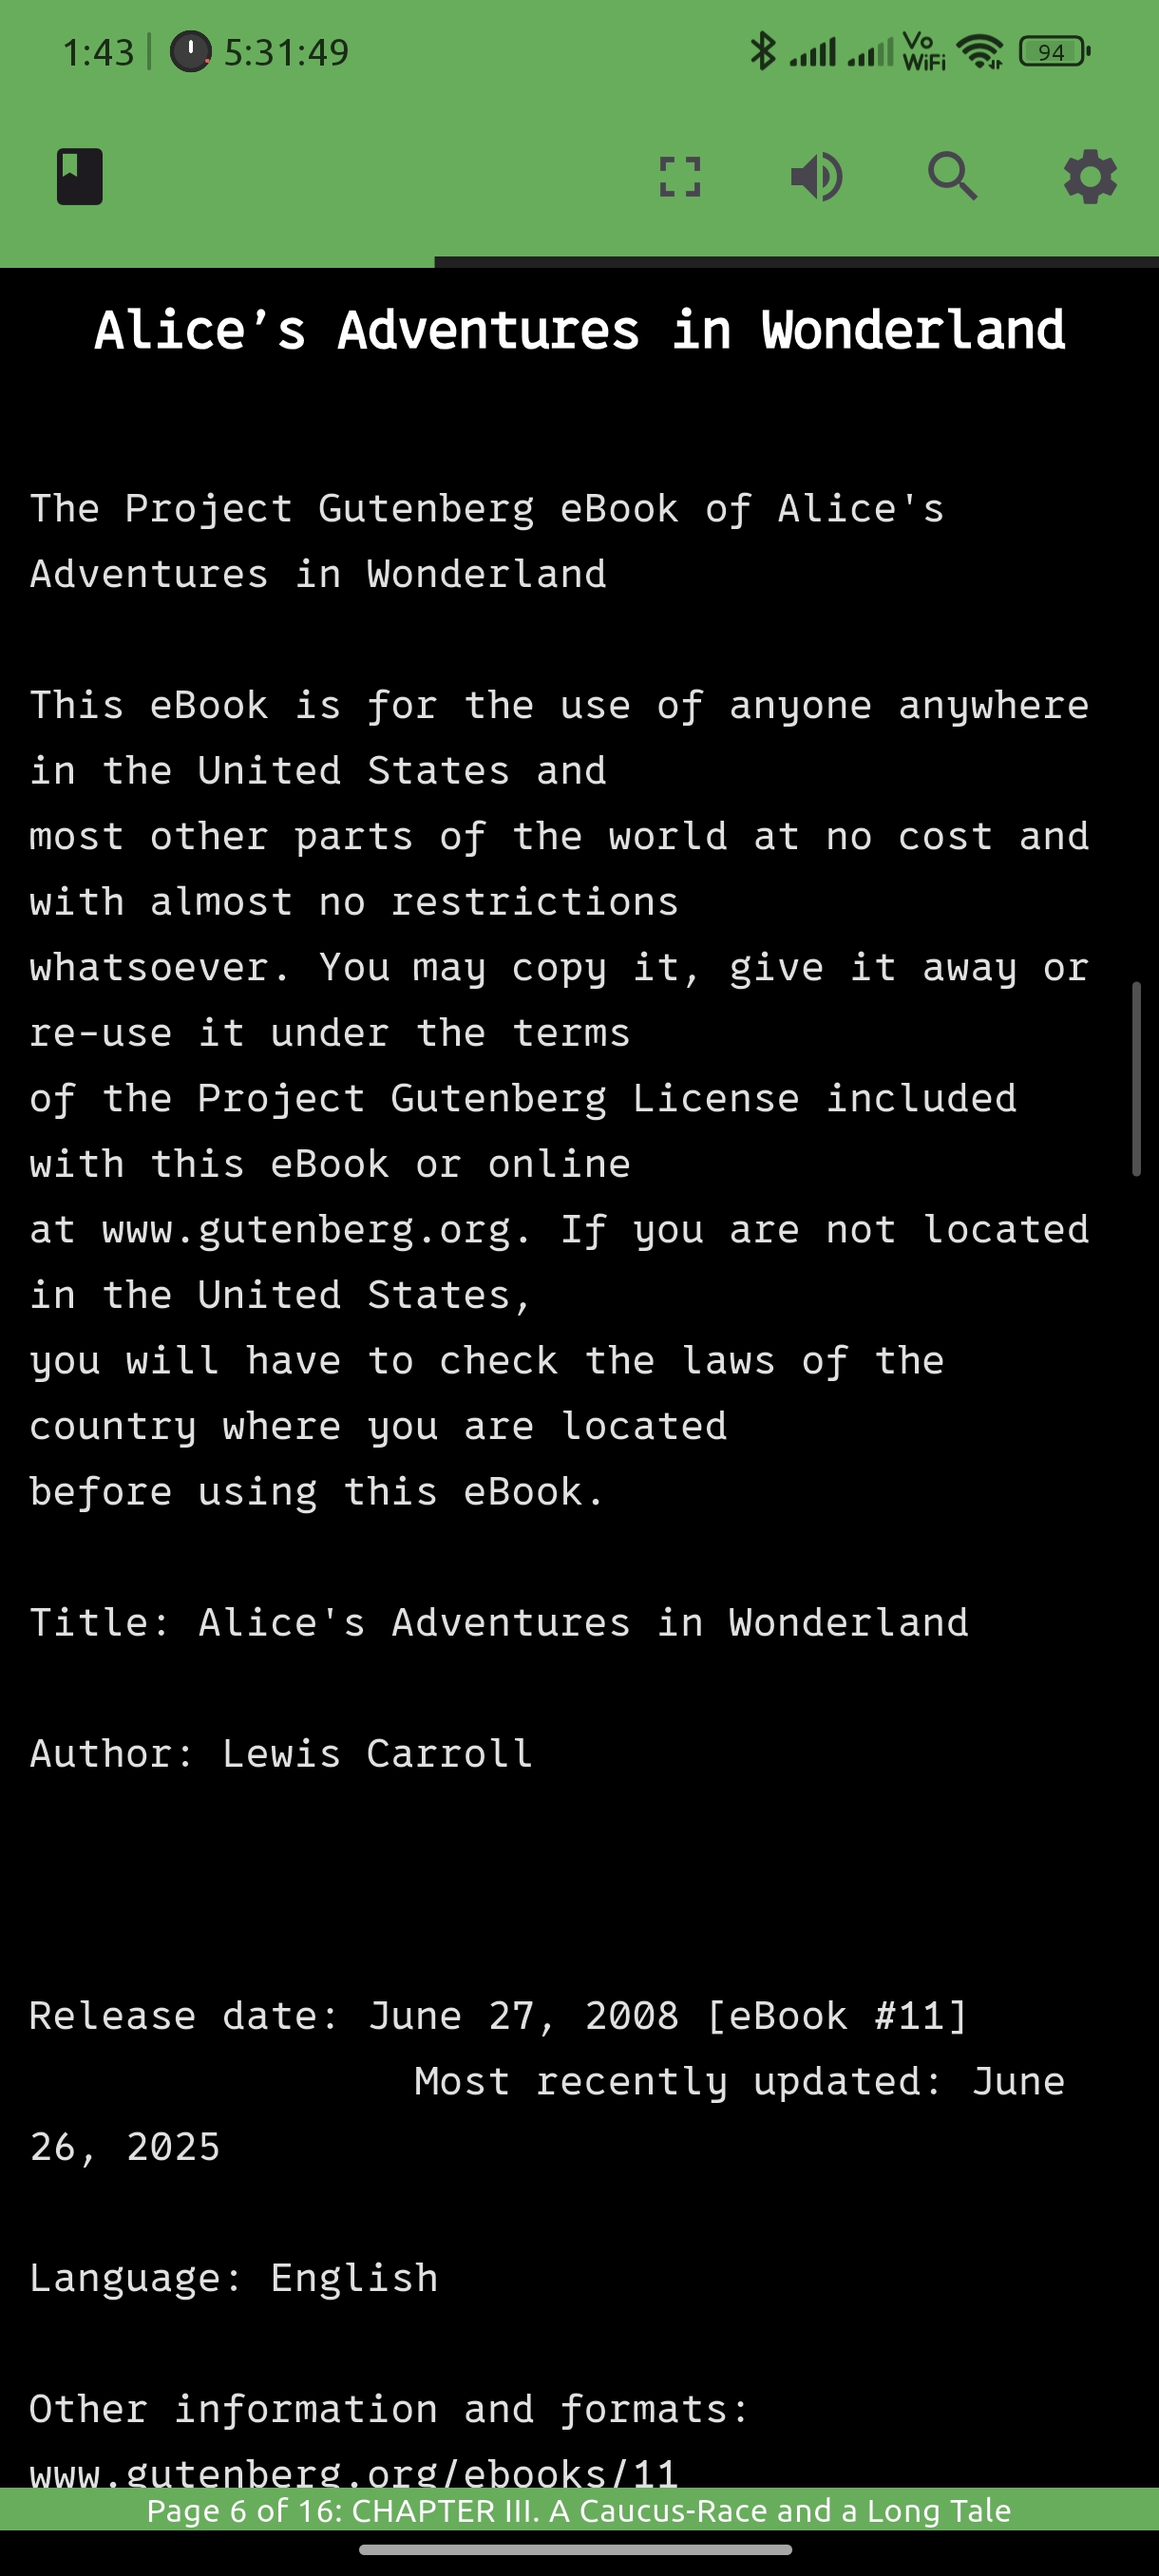 1:43 5:31:49 Vo WiFi 94
Alice’s Adventures in Wonderland
The Project Gutenberg eBook of Alice's
Adventures in Wonderland
This eBook is for the use of anyone anywhere
in the United States and
most other parts of the world at no cost and
with almost no restrictions
whatsoever. You may copy it, give it away or
re-use it under the terms
of the Project Gutenberg License included
with this eBook or online
at www.gutenberg.org. If you are not located
in the United States,
you will have to check the laws of the
country where you are located
before using this eBook.
Title: Alice's Adventures in Wonderland
Author: Lewis Carroll
Release date: June 27, 2008 [eBook #11]
Most recently updated: June
26, 2025
Language: English
Other information and formats:
www.gutenberg.org/ebooks/11
Page 6 of 16: CHAPTER III. A Caucus-Race and a Long Tale